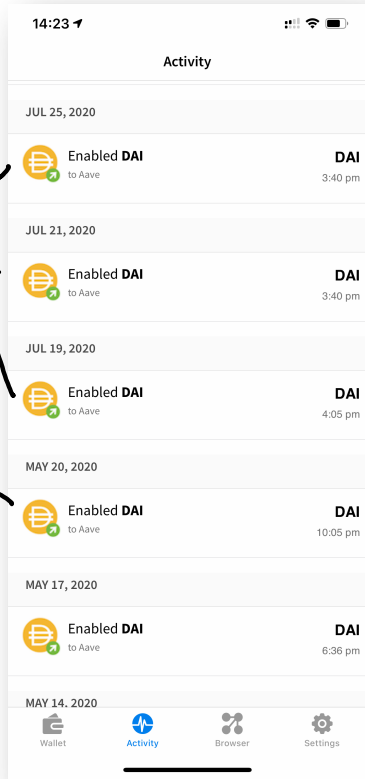 14:23
Activity
JUL 25, 2020
Enabled DAI
DAI
to Aave
3:40 pm
JUL 21, 2020
Enabled DAI
DAI
to Aave
3:40 pm
JUL 19, 2020
Enabled DAI
DAI
to Aave
4:05 pm
MAY 20, 2020
Enabled DAI
DAI
to Aave
10:05 pm
MAY 17, 2020
Enabled DAI
DAI
to Aave
6:36 pm
MAY 14, 2020
Wallet
Activity
Browser
Settings